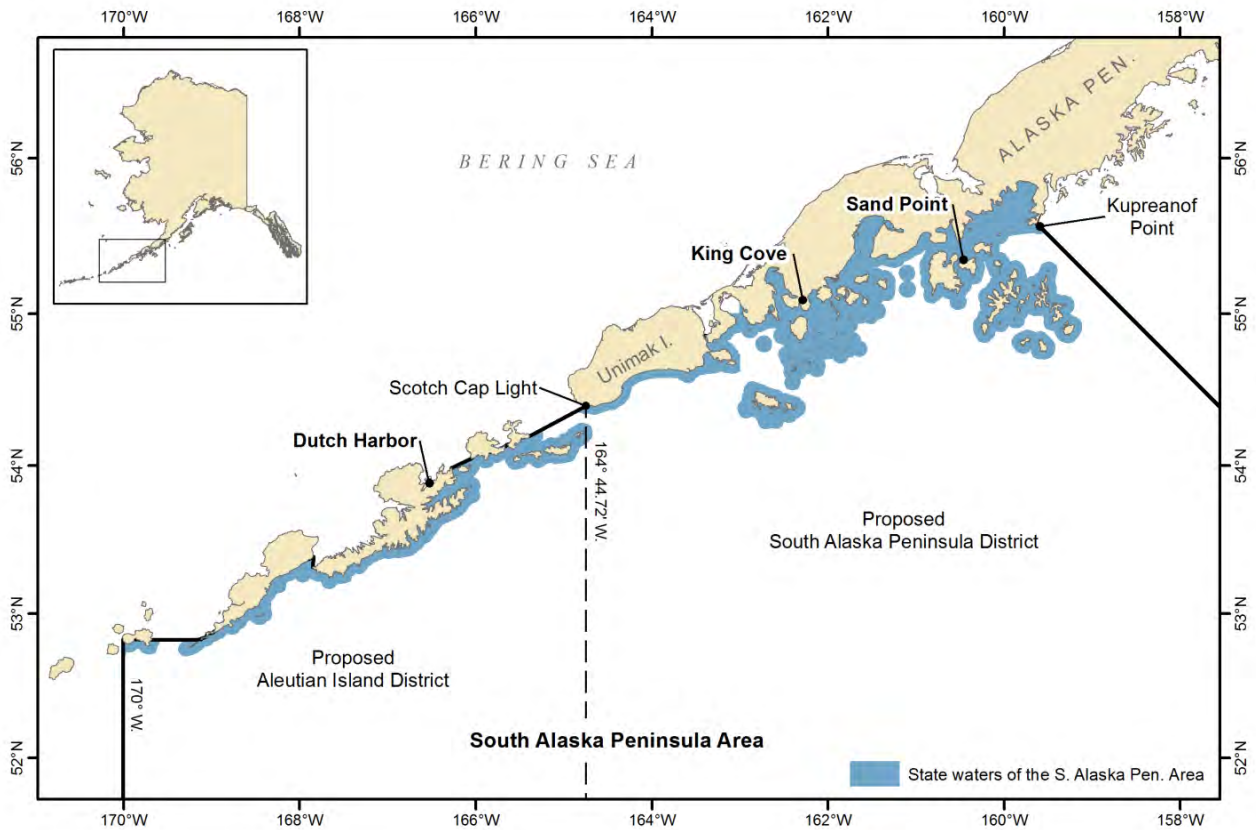 170°W
168°W
166°W
164°W
162°W
160°W
158°W
56°N
55°N
54°N
53°N
52°N
56°N
55°N
54°N
53°N
52°N
BERING SEA
ALASKA PEN.
Sand Point
Kupreanof
Point
King Cove
Unimak I.
Scotch Cap Light
Dutch Harbor
164° 44.72' W.
Proposed
South Alaska Peninsula District
Proposed
Aleutian Island District
170° W.
South Alaska Peninsula Area
State waters of the S. Alaska Pen. Area
170°W
168°W
166°W
164°W
162°W
160°W
158°W